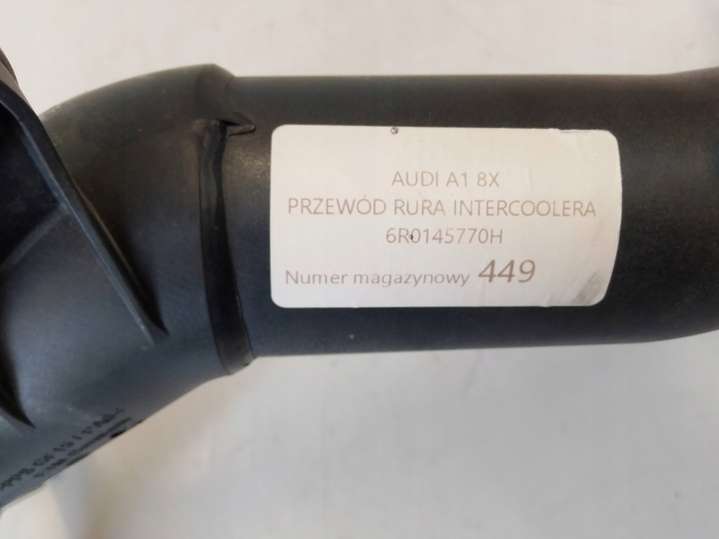 AUDI A1 8X
PRZEWÓD RURA INTERCOOLERA
6R0145770H
Numer magazynowy 449